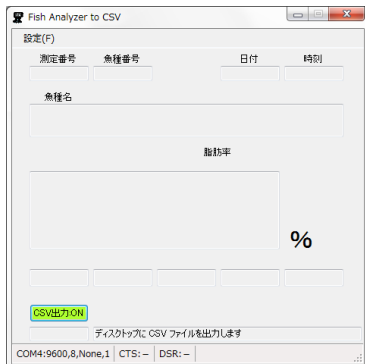 Fish Analyzer to CSV
設定(F)
測定番号 魚種番号 日付 時刻
魚種名
脂肪率
%
CSV出力:ON
ディスクトップに CSV ファイルを出力します
COM4:9600,8,None,1 CTS: – DSR: –